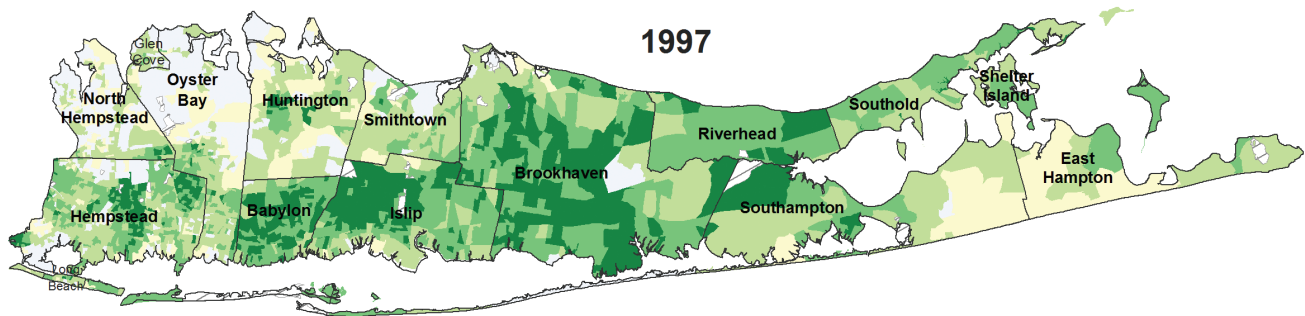 1997
Glen
Cove
Oyster
Bay
North
Hempstead
Huntington
Smithtown
Southold
Shelter
Island
Riverhead
East
Hampton
Brookhaven
Hempstead
Babylon
Islip
Southampton
Long
Beach